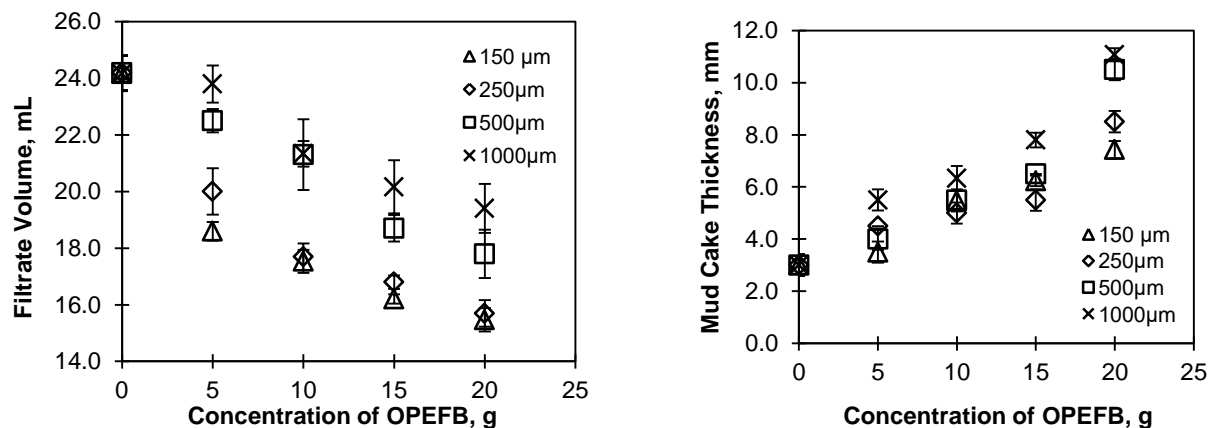 26.0
24.0
22.0
20.0
18.0
16.0
14.0
Filtrate Volume, mL
150 µm
250µm
500µm
1000µm
0 5 10 15 20 25
Concentration of OPEFB, g
12.0
10.0
8.0
6.0
4.0
2.0
0.0
Mud Cake Thickness, mm
150 µm
250µm
500µm
1000µm
0 5 10 15 20 25
Concentration of OPEFB, g